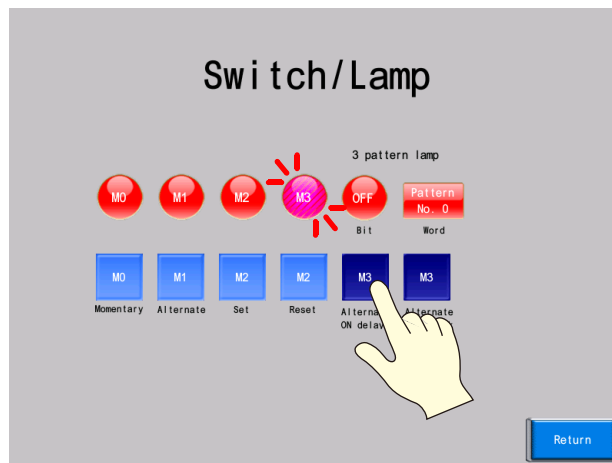 Switch/Lamp
3 pattern lamp
M0 M1 M2 M3 OFF Pattern
No. 0
Bit Word
M0 M1 M2 M2 M3 M3
Momentary Alternate Set Reset Alternate
ON
Return